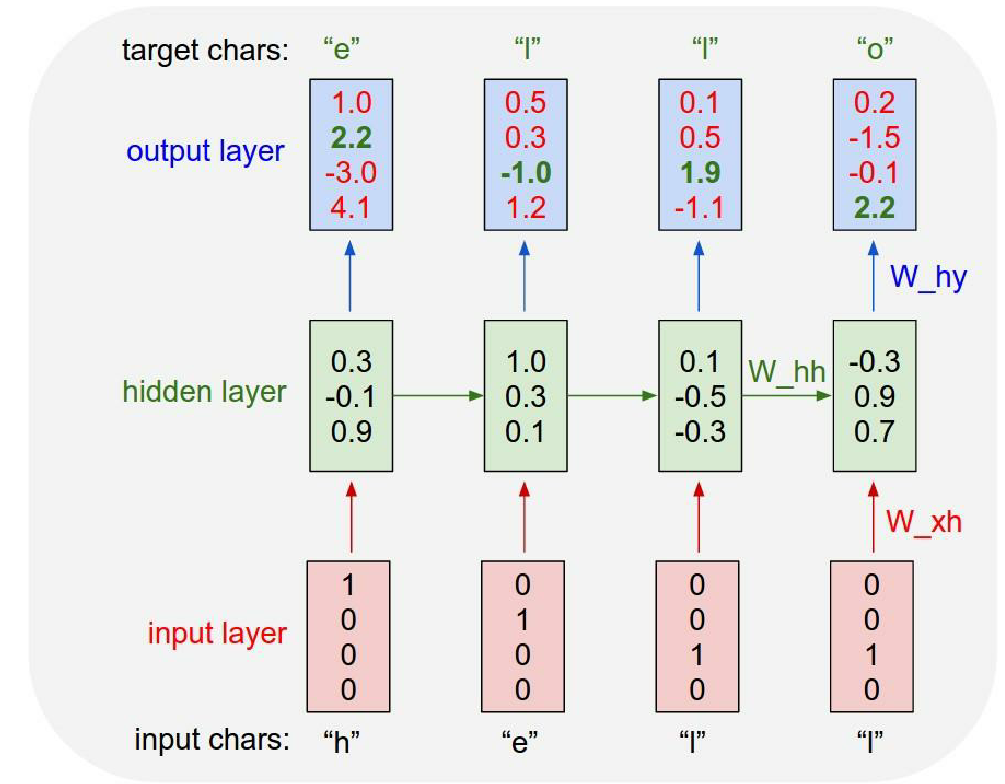 target chars: “e” “l” “l” “o”
output layer
1.0 0.5 0.1 0.2
2.2 0.3 0.5 -1.5
-3.0 -1.0 1.9 -0.1
4.1 1.2 -1.1 2.2
W_hy
hidden layer
0.3 1.0 0.1 W_hh -0.3
-0.1 0.3 -0.5 0.9
0.9 0.1 -0.3 0.7
W_xh
input layer
1 0 0 0
0 1 0 0
0 0 1 1
0 0 0 0
input chars: “h” “e” “l” “l”